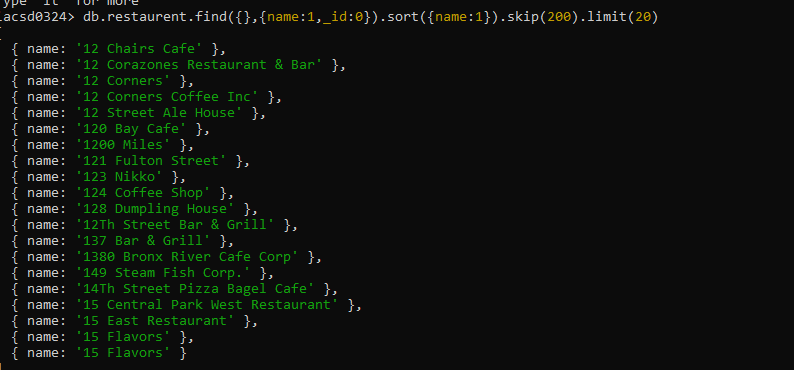 Type "it" for more
lacsd0324> db.restaurent.find({},{name:1,_id:0}).sort({name:1}).skip(200).limit(20)
[
  { name: '12 Chairs Cafe' },
  { name: '12 Corazones Restaurant & Bar' },
  { name: '12 Corners' },
  { name: '12 Corners Coffee Inc' },
  { name: '12 Street Ale House' },
  { name: '120 Bay Cafe' },
  { name: '1200 Miles' },
  { name: '121 Fulton Street' },
  { name: '123 Nikko' },
  { name: '124 Coffee Shop' },
  { name: '128 Dumpling House' },
  { name: '12Th Street Bar & Grill' },
  { name: '137 Bar & Grill' },
  { name: '1380 Bronx River Cafe Corp' },
  { name: '149 Steam Fish Corp.' },
  { name: '14Th Street Pizza Bagel Cafe' },
  { name: '15 Central Park West Restaurant' },
  { name: '15 East Restaurant' },
  { name: '15 Flavors' },
  { name: '15 Flavors' }